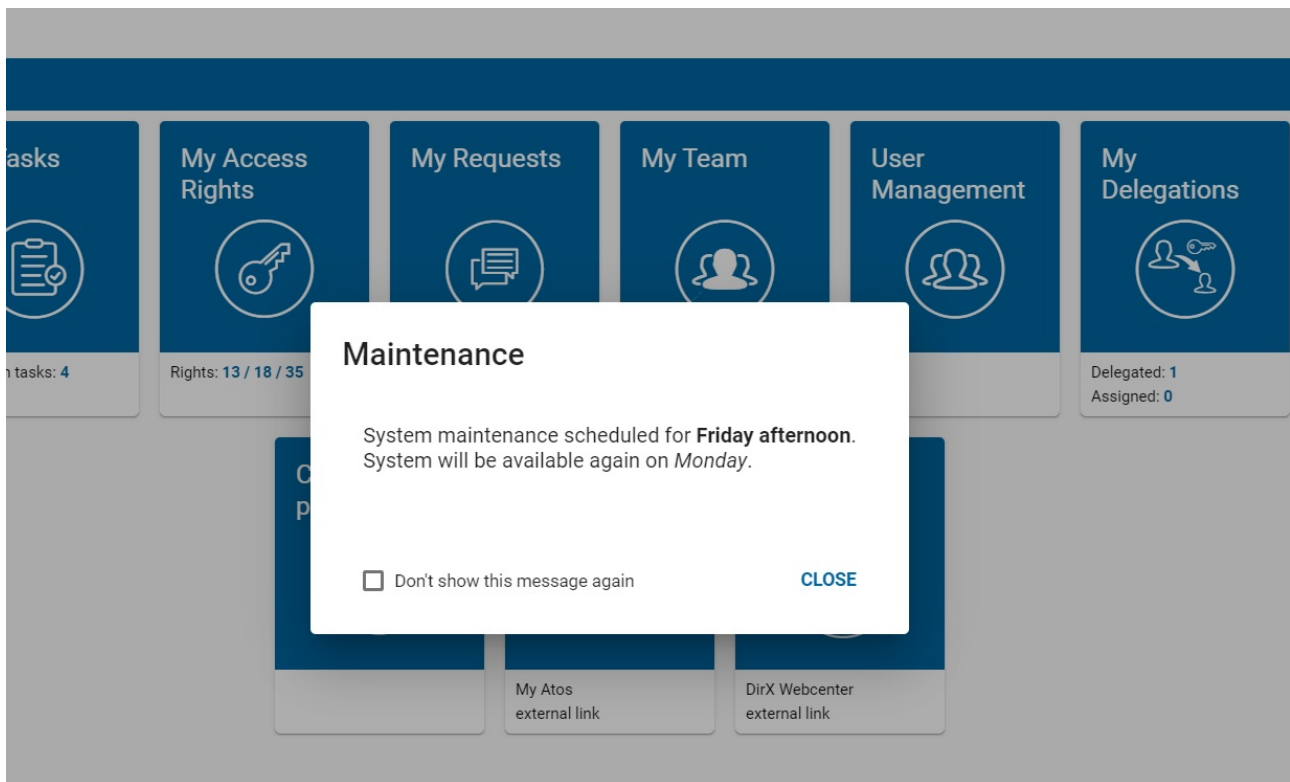 asks
My Access
Rights
My Requests
My Team
User
Management
My
Delegations
tasks: 4
Rights: 13 / 18 / 35
Delegated: 1
Assigned: 0
Maintenance
System maintenance scheduled for Friday afternoon.
System will be available again on Monday.
Don't show this message again
CLOSE
C
p
My Atos
external link
DirX Webcenter
external link